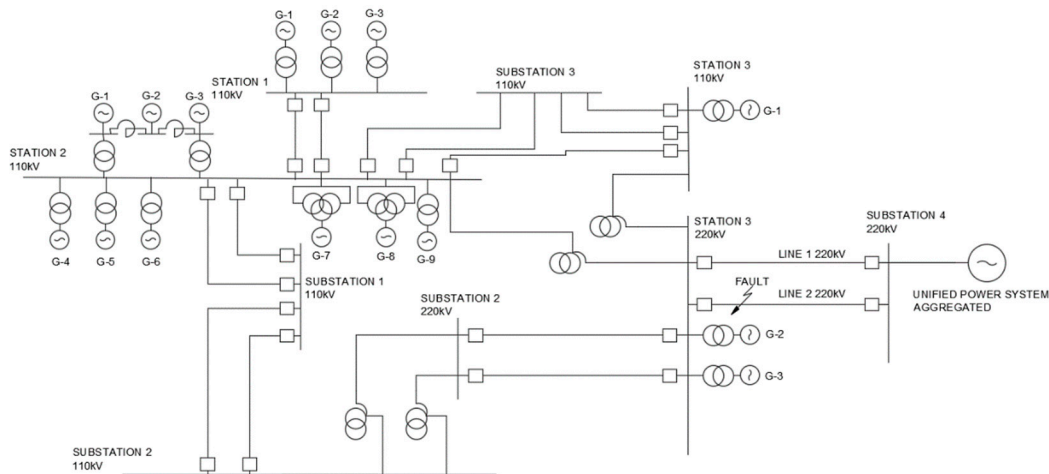 G-1
G-2
G-3
STATION 1
110kV
SUBSTATION 3
110kV
STATION 3
110kV
G-1
G-1
G-2
G-3
STATION 2
110kV
G-4
G-5
G-6
G-7
G-8
G-9
SUBSTATION 1
110kV
STATION 3
220kV
SUBSTATION 4
220kV
LINE 1 220kV
FAULT
LINE 2 220kV
UNIFIED POWER SYSTEM
AGGREGATED
SUBSTATION 2
220kV
G-2
G-3
SUBSTATION 2
110kV